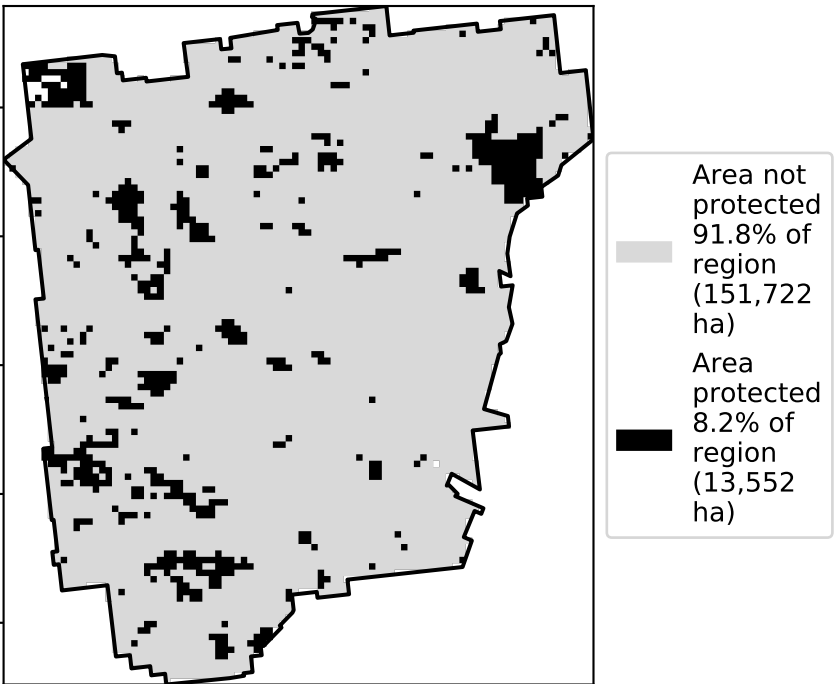 Area not
protected
91.8% of
region
(151,722
ha)
Area
protected
8.2% of
region
(13,552
ha)